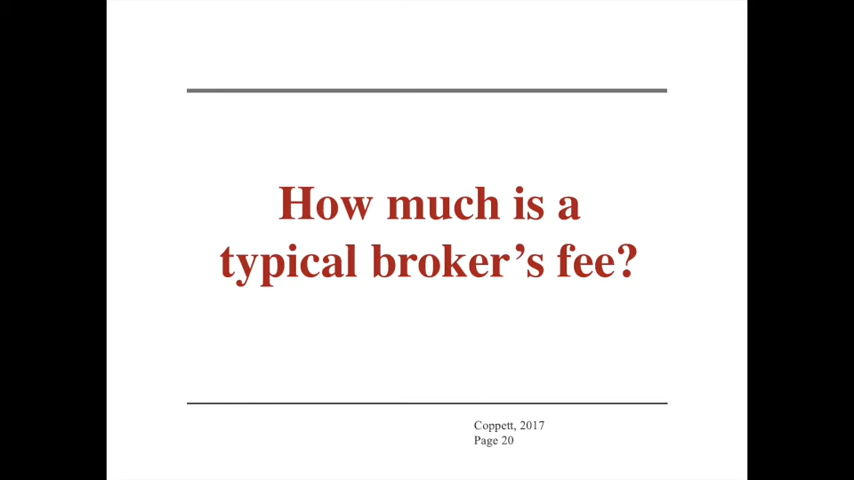 How much is a
typical broker’s fee?
Coppett, 2017
Page 20